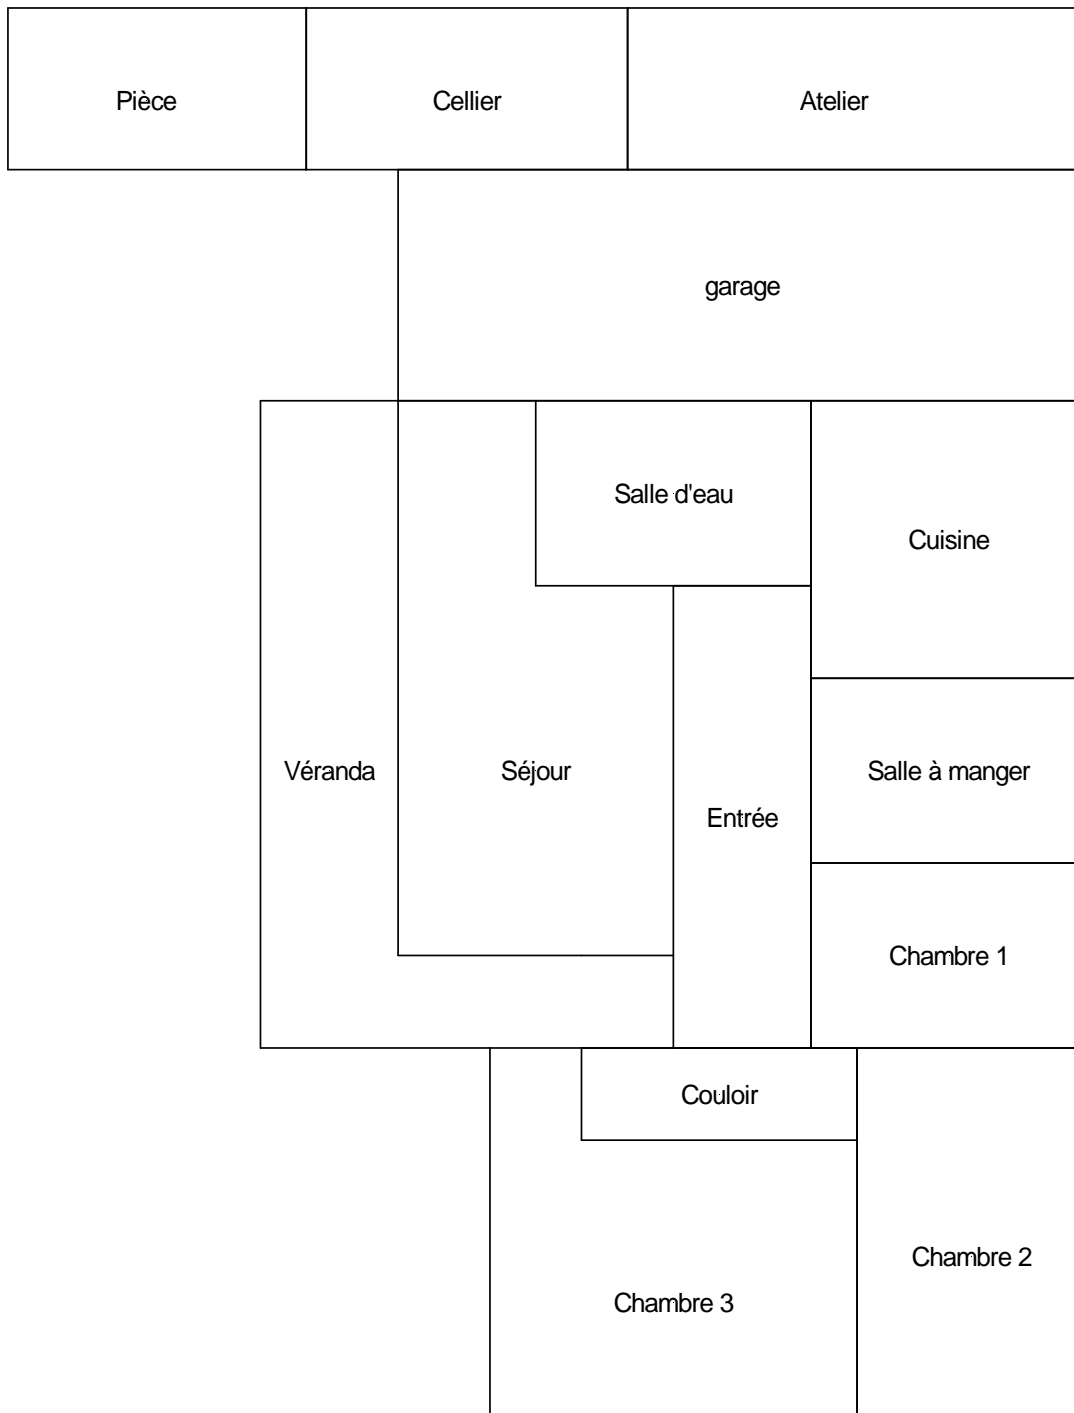 Pièce
Cellier
Atelier
garage
Salle d'eau
Cuisine
Véranda
Séjour
Salle à manger
Entrée
Chambre 1
Couloir
Chambre 2
Chambre 3